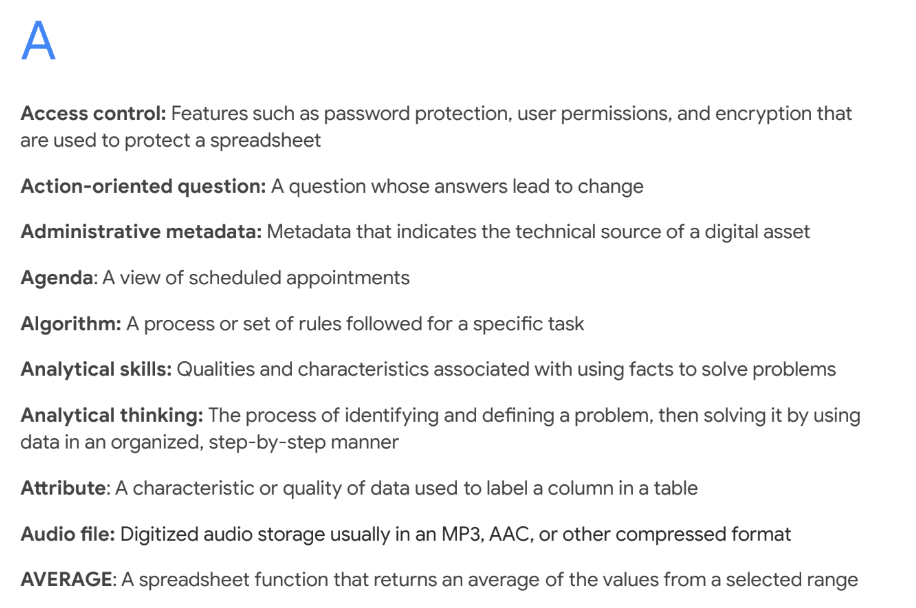 A
Access control: Features such as password protection, user permissions, and encryption that
are used to protect a spreadsheet
Action-oriented question: A question whose answers lead to change
Administrative metadata: Metadata that indicates the technical source of a digital asset
Agenda: A view of scheduled appointments
Algorithm: A process or set of rules followed for a specific task
Analytical skills: Qualities and characteristics associated with using facts to solve problems
Analytical thinking: The process of identifying and defining a problem, then solving it by using
data in an organized, step-by-step manner
Attribute: A characteristic or quality of data used to label a column in a table
Audio file: Digitized audio storage usually in an MP3, AAC, or other compressed format
AVERAGE: A spreadsheet function that returns an average of the values from a selected range